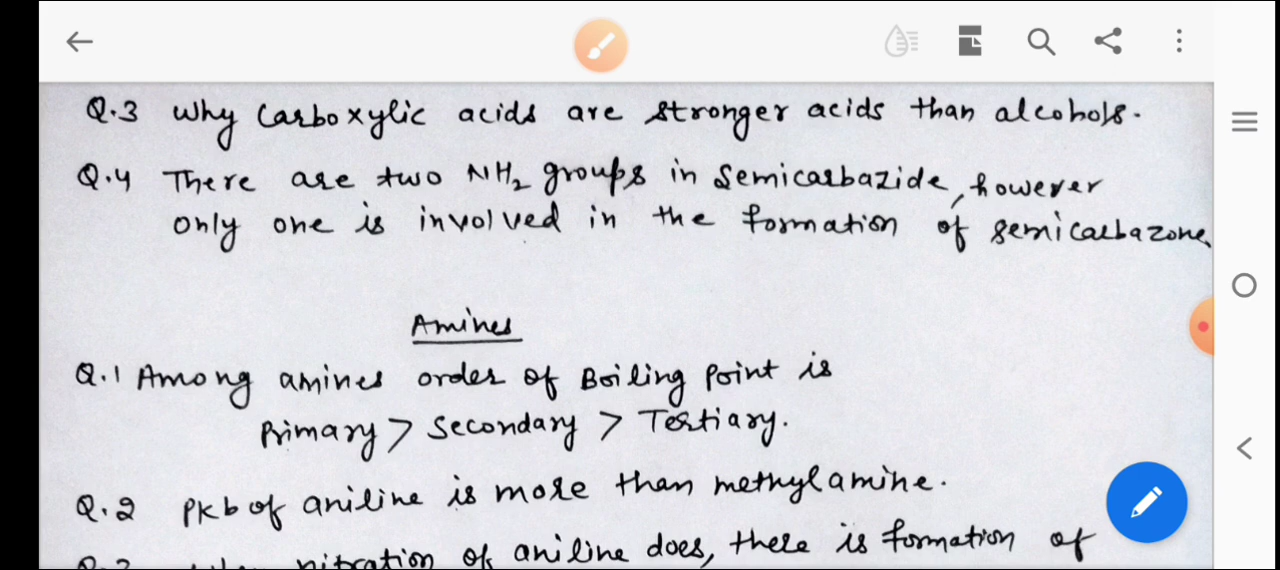 Q.3 Why Carboxylic acids are stronger acids than alcohols.
Q.4 There are two NH₂ groups in Semicarbazide, however
only one is involved in the formation of semicarbazone
Amines
Q.1 Among amines order of Boiling Point is
Primary > Secondary > Tertiary.
Q.2 Pkb of aniline is more than methylamine.
nitration of aniline does, there is formation of